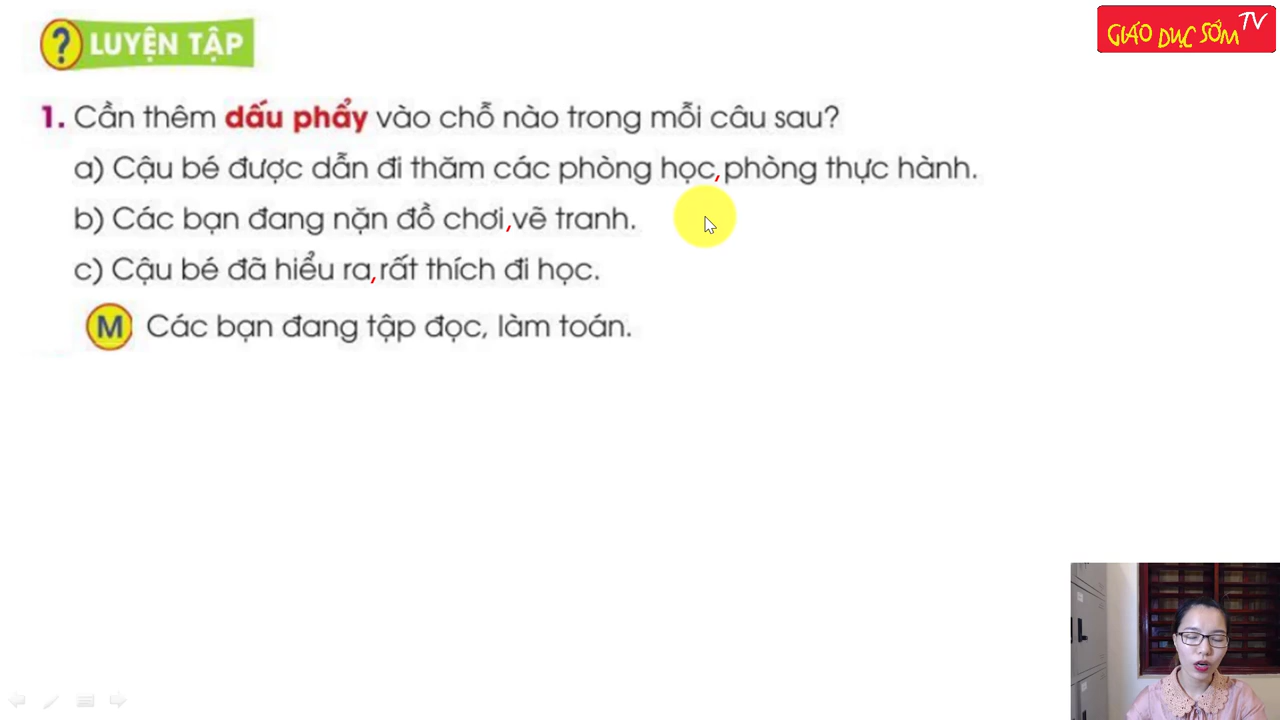 GIÁO DỤC SỚM TV
? LUYỆN TẬP
1. Cần thêm dấu phẩy vào chỗ nào trong mỗi câu sau?
a) Cậu bé được dẫn đi thăm các phòng học, phòng thực hành.
b) Các bạn đang nặn đồ chơi, vẽ tranh.
c) Cậu bé đã hiểu ra, rất thích đi học.
M Các bạn đang tập đọc, làm toán.